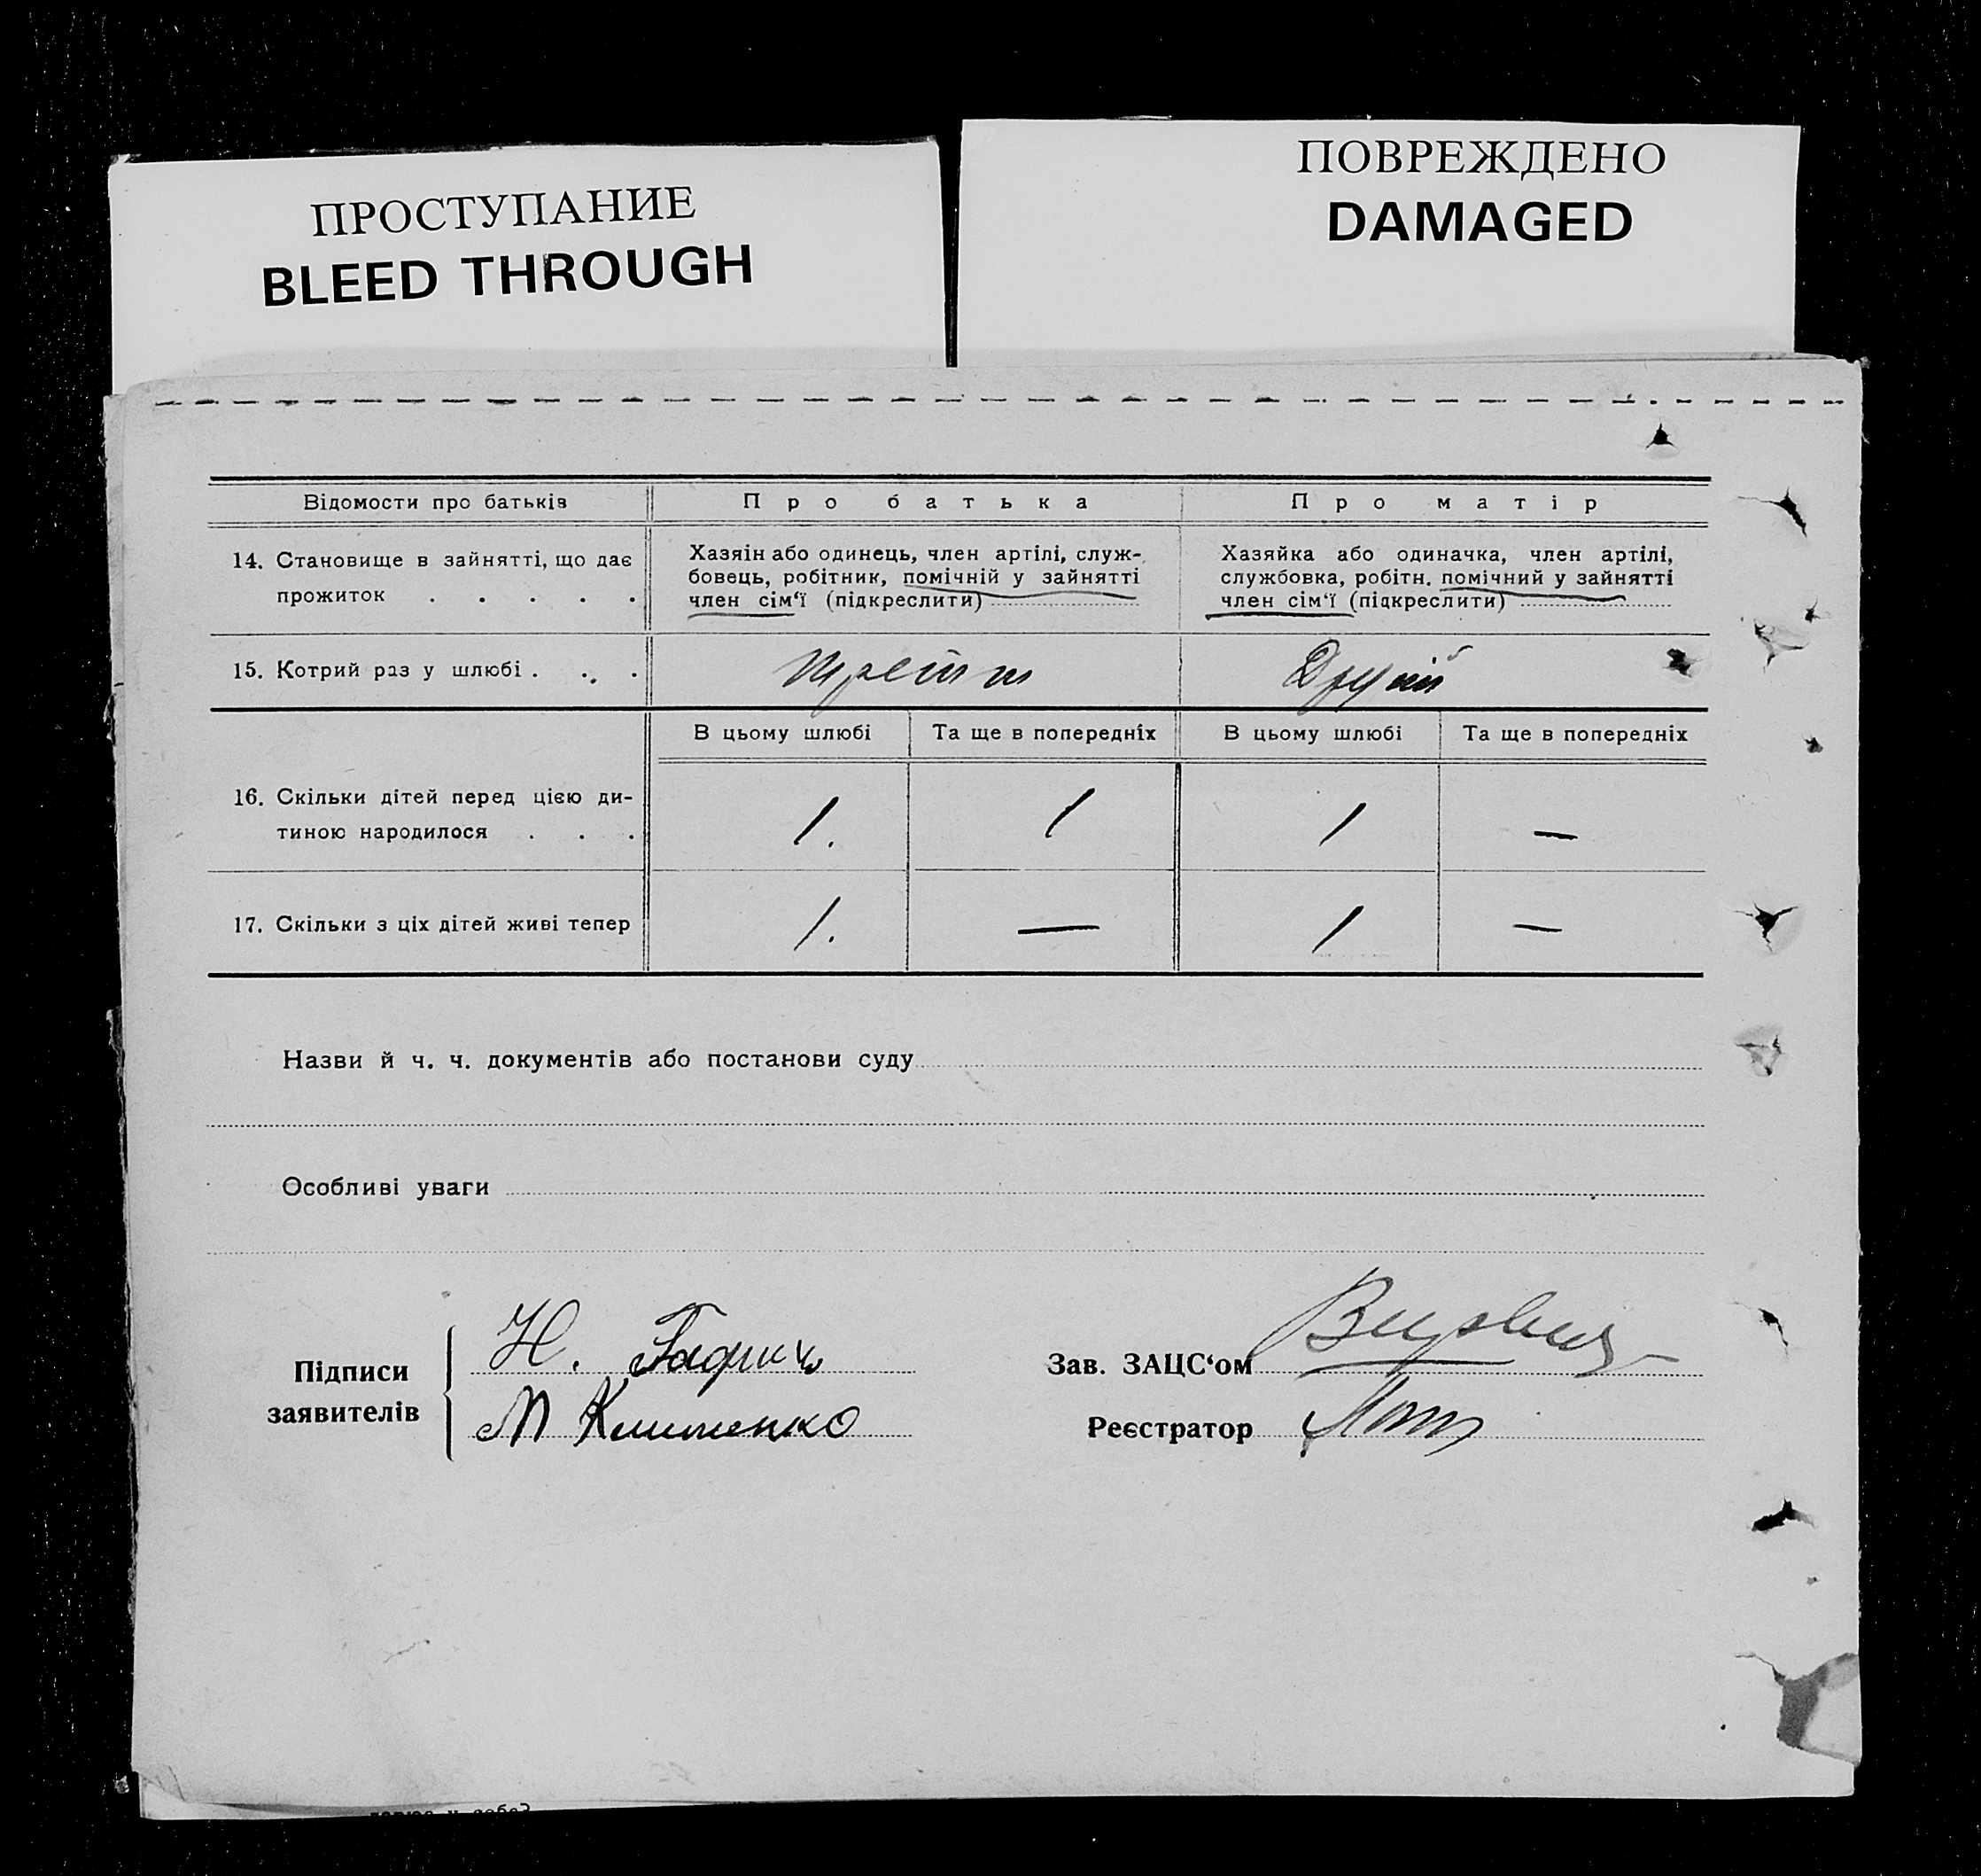 ПРОСТУПАНИЕ
BLEED THROUGH
ПОВРЕЖДЕНО
DAMAGED
Відомости про батьків
Про батька
Про матір
14. Становище в зайнятті, що дає
прожиток
Хазяін або одинець, член артілі, служ-
бовець, робітник, помічній у зайнятті
член сім‘ї (підкреслити)
Хазяйка або одиначка, член артілі,
службовка, робітн. помічний у зайнятті
член сім‘ї (підкреслити)
15. Котрий раз у шлюбі
Другий
В цьому шлюбі
Та ще в попередніх
В цьому шлюбі
Та ще в попередніх
16. Скільки дітей перед цією ди-
тиною народилося
1.
1
1
—
17. Скільки з ціх дітей живі тепер
1.
—
1
—
Назви й ч. ч. документів або постанови суду
Особливі уваги
Підписи
заявителів
Н.
М Клименко
Зав. ЗАЦС‘ом
Реєстратор